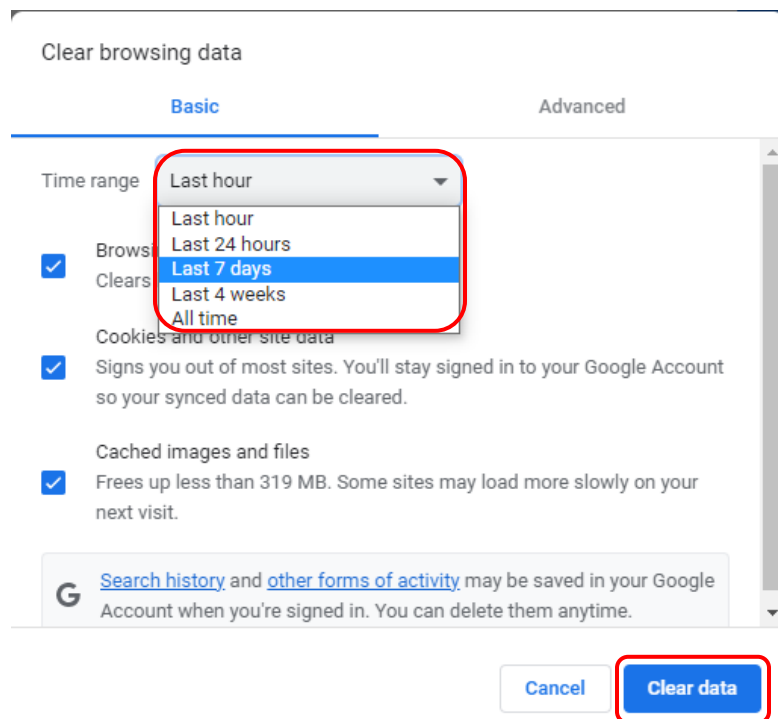 Clear browsing data
Basic
Advanced
Time range
Last hour
Last hour
Last 24 hours
Last 7 days
Last 4 weeks
All time
Browsi
Clears
Cookies and other site data
Signs you out of most sites. You'll stay signed in to your Google Account
so your synced data can be cleared.
Cached images and files
Frees up less than 319 MB. Some sites may load more slowly on your
next visit.
G
Search history and other forms of activity may be saved in your Google
Account when you're signed in. You can delete them anytime.
Cancel
Clear data